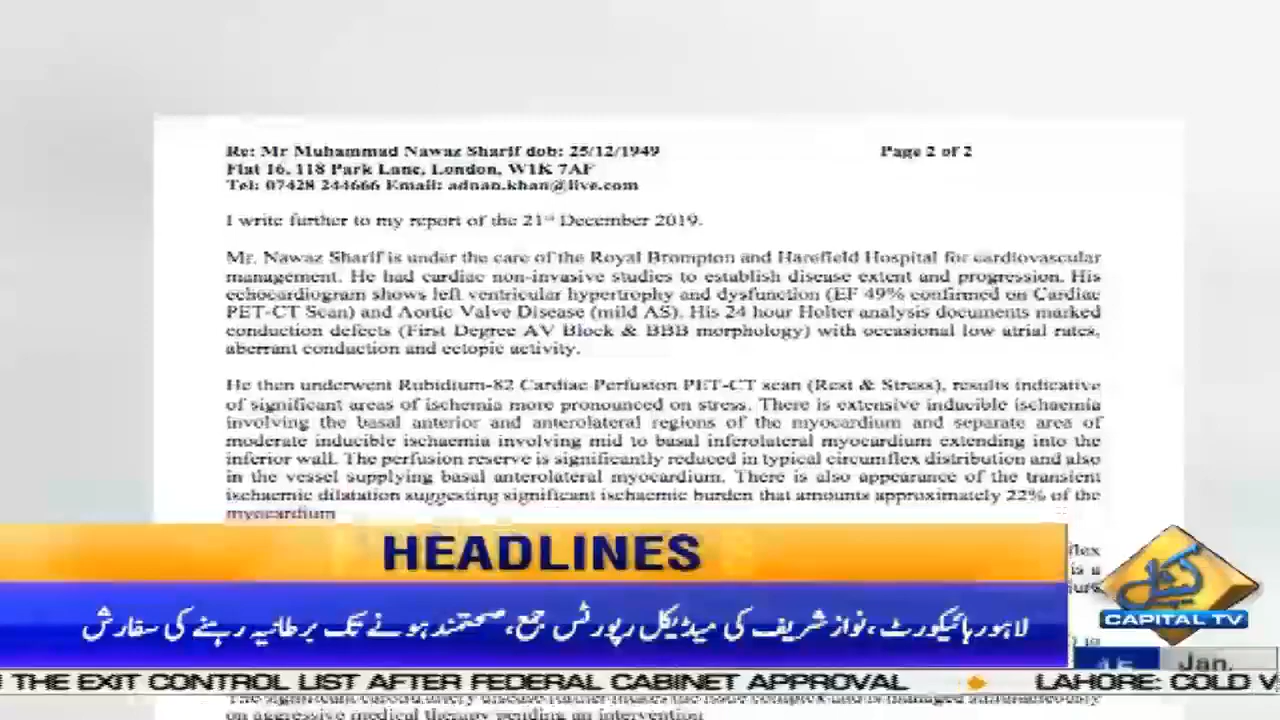 Re: Mr Muhammad Nawaz Sharif dob: 25/12/1949 Page 2 of 2
Flat 16, 118 Park Lane, London, W1K 7AF
Tel: 07428 244666 Email: adnan.khan@live.com
I write further to my report of the 21st December 2019.
Mr. Nawaz Sharif is under the care of the Royal Brompton and Harefield Hospital for cardiovascular
management. He had cardiac non-invasive studies to establish disease extent and progression. His
echocardiogram shows left ventricular hypertrophy and dysfunction (EF 49% confirmed on Cardiac
PET-CT Scan) and Aortic Valve Disease (mild AS). His 24 hour Holter analysis documents marked
conduction defects (First Degree AV Block & BBB morphology) with occasional low atrial rates,
aberrant conduction and ectopic activity.
He then underwent Rubidium-82 Cardiac Perfusion PET-CT scan (Rest & Stress), results indicative
of significant areas of ischemia more pronounced on stress. There is extensive inducible ischaemia
involving the basal anterior and anterolateral regions of the myocardium and separate area of
moderate inducible ischaemia involving mid to basal inferolateral myocardium extending into the
inferior wall. The perfusion reserve is significantly reduced in typical circumflex distribution and also
in the vessel supplying basal anterolateral myocardium. There is also appearance of the transient
ischaemic dilatation suggesting significant ischaemic burden that amounts approximately 22% of the
myocardium
flex
is a
HEADLINES
لاہور ہائیکورٹ، نواز شریف کی میڈیکل رپورٹس جمع، صحتمند ہونے تک برطانیہ رہنے کی سفارش
کیپیٹل
CAPITAL TV
15 Jan.
THE EXIT CONTROL LIST AFTER FEDERAL CABINET APPROVAL LAHORE: COLD
on aggressive medical therapy pending an intervention